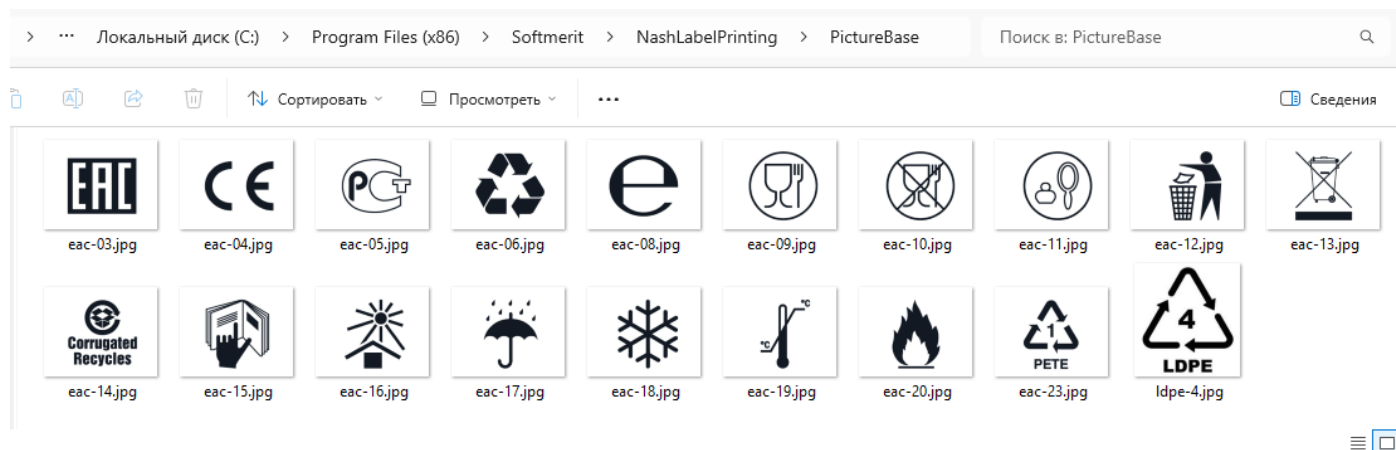 Локальный диск (C:) > Program Files (x86) > Softmerit > NashLabelPrinting > PictureBase Поиск в: PictureBase
Сортировать Просмотреть Сведения
EAC CE РСТ e °C °C
eac-03.jpg eac-04.jpg eac-05.jpg eac-06.jpg eac-08.jpg eac-09.jpg eac-10.jpg eac-11.jpg eac-12.jpg eac-13.jpg
Corrugated Recycles 1 PETE 4 LDPE
eac-14.jpg eac-15.jpg eac-16.jpg eac-17.jpg eac-18.jpg eac-19.jpg eac-20.jpg eac-23.jpg ldpe-4.jpg